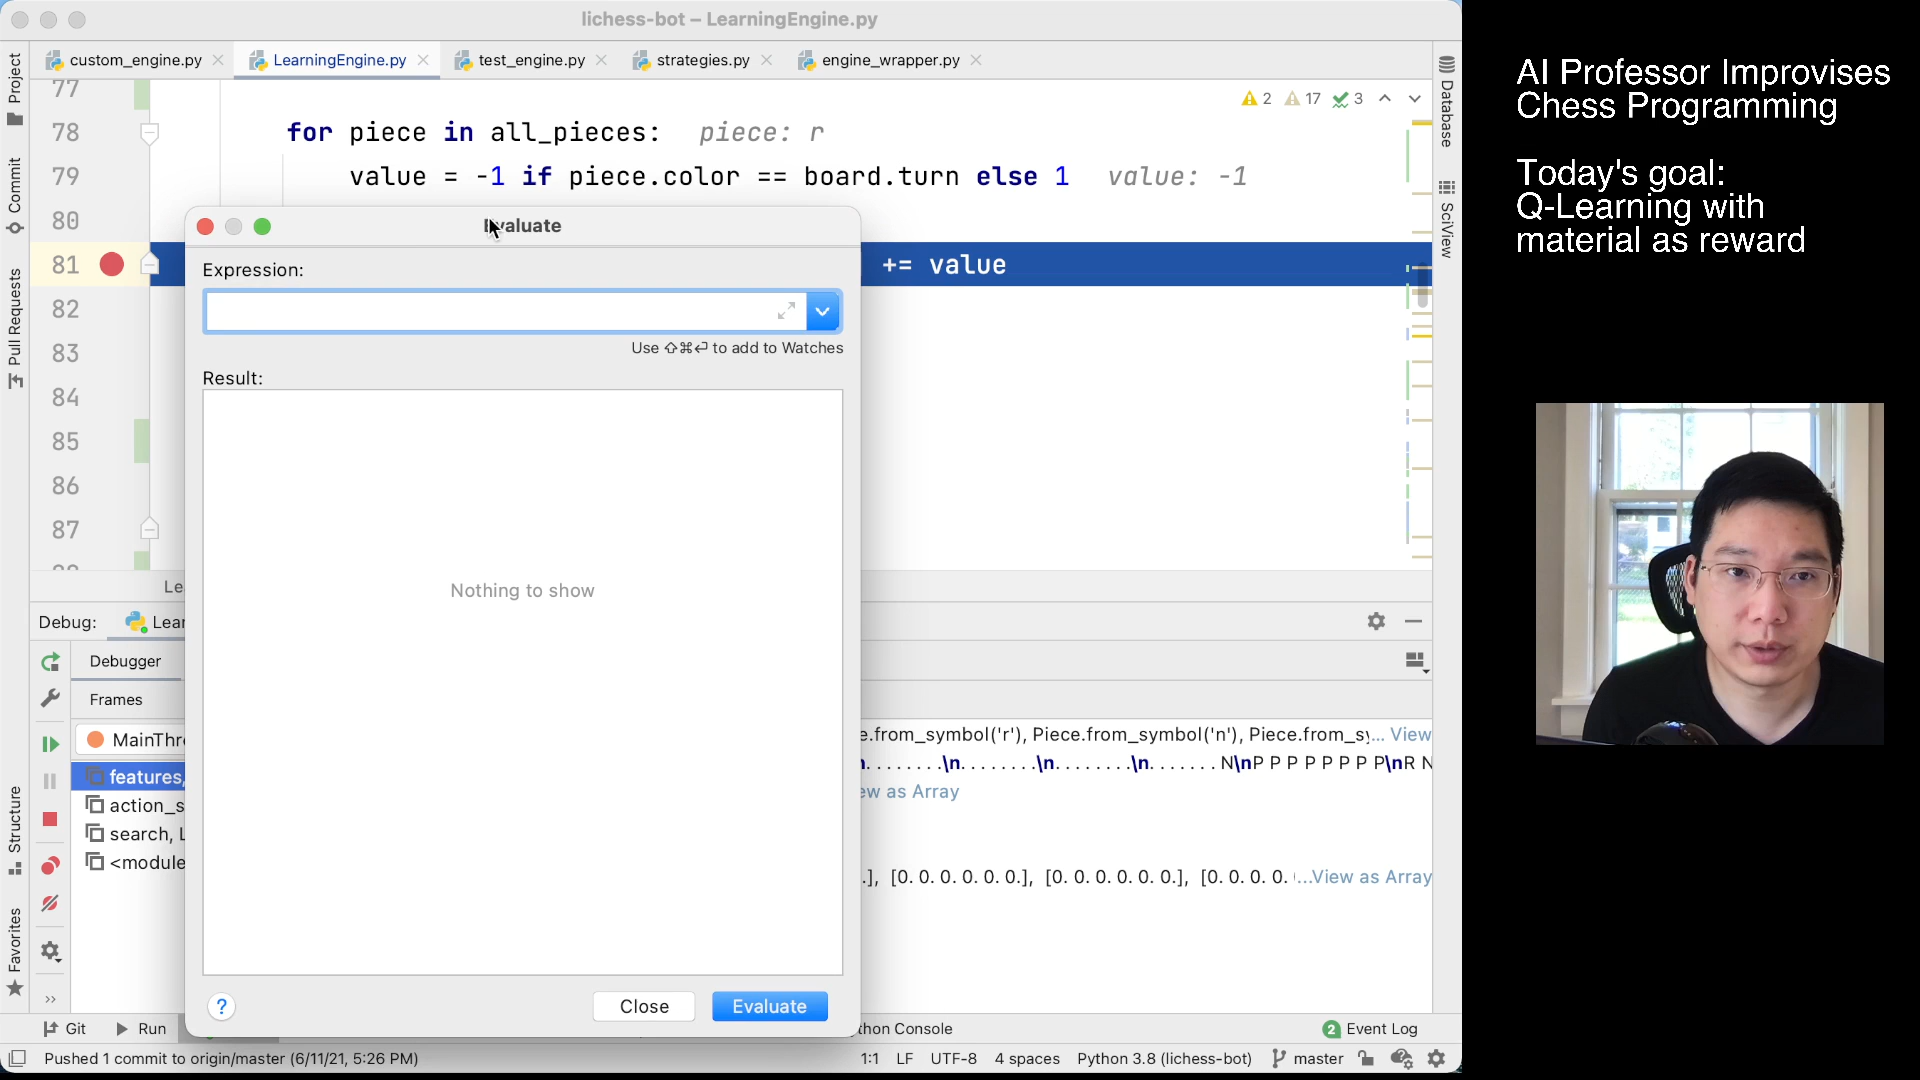 lichess-bot – LearningEngine.py
custom_engine.py
LearningEngine.py
test_engine.py
strategies.py
engine_wrapper.py
Project
Commit
Pull Requests
Structure
Favorites
Database
SciView
2 17 3
77
78 for piece in all_pieces: piece: r
79 value = -1 if piece.color == board.turn else 1 value: -1
80
81 += value
82
83
84
85
86
87
Evaluate
Expression:
Use ⇧⌘⏎ to add to Watches
Result:
Nothing to show
?
Close
Evaluate
Debug:
Debugger
Frames
features,
search,
e.from_symbol('r'), Piece.from_symbol('n'), Piece.from_sy... View
........\n........\n........\n.......N\nP P P P P P P P\nR N
ew as Array
.], [0. 0. 0. 0. 0. 0.], [0. 0. 0. 0. 0. 0.], [0. 0. 0. 0. ...View as Array
Git
Run
thon Console
2 Event Log
Pushed 1 commit to origin/master (6/11/21, 5:26 PM)
1:1 LF UTF-8 4 spaces Python 3.8 (lichess-bot) master
AI Professor Improvises
Chess Programming
Today's goal:
Q-Learning with
material as reward